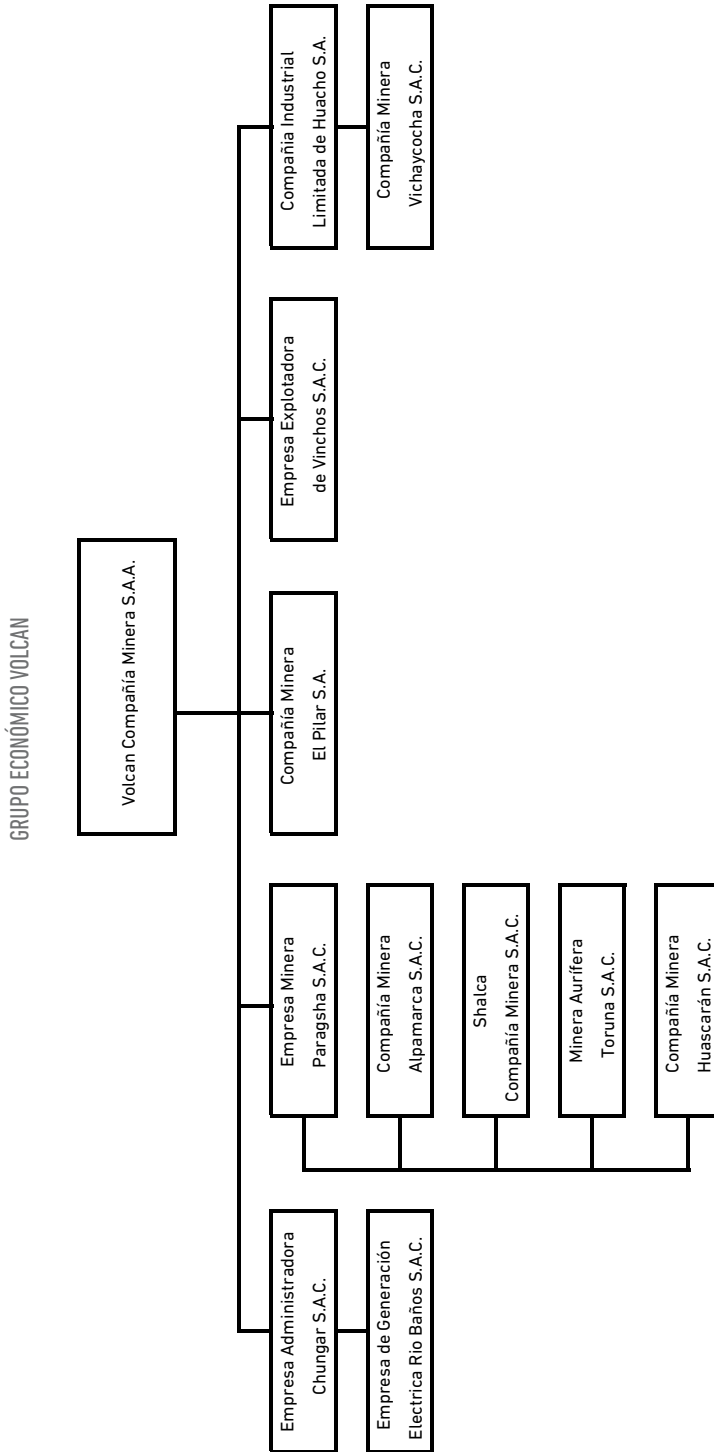 GRUPO ECONÓMICO VOLCAN
Volcan Compañía Minera S.A.A.
Empresa Administradora
Chungar S.A.C.
Empresa de Generación
Electrica Rio Baños S.A.C.
Empresa Minera
Paragsha S.A.C.
Compañía Minera
Alpamarca S.A.C.
Shalca
Compañía Minera S.A.C.
Minera Aurífera
Toruna S.A.C.
Compañía Minera
Huascarán S.A.C.
Compañía Minera
El Pilar S.A.
Empresa Explotadora
de Vinchos S.A.C.
Compañia Industrial
Limitada de Huacho S.A.
Compañía Minera
Vichaycocha S.A.C.